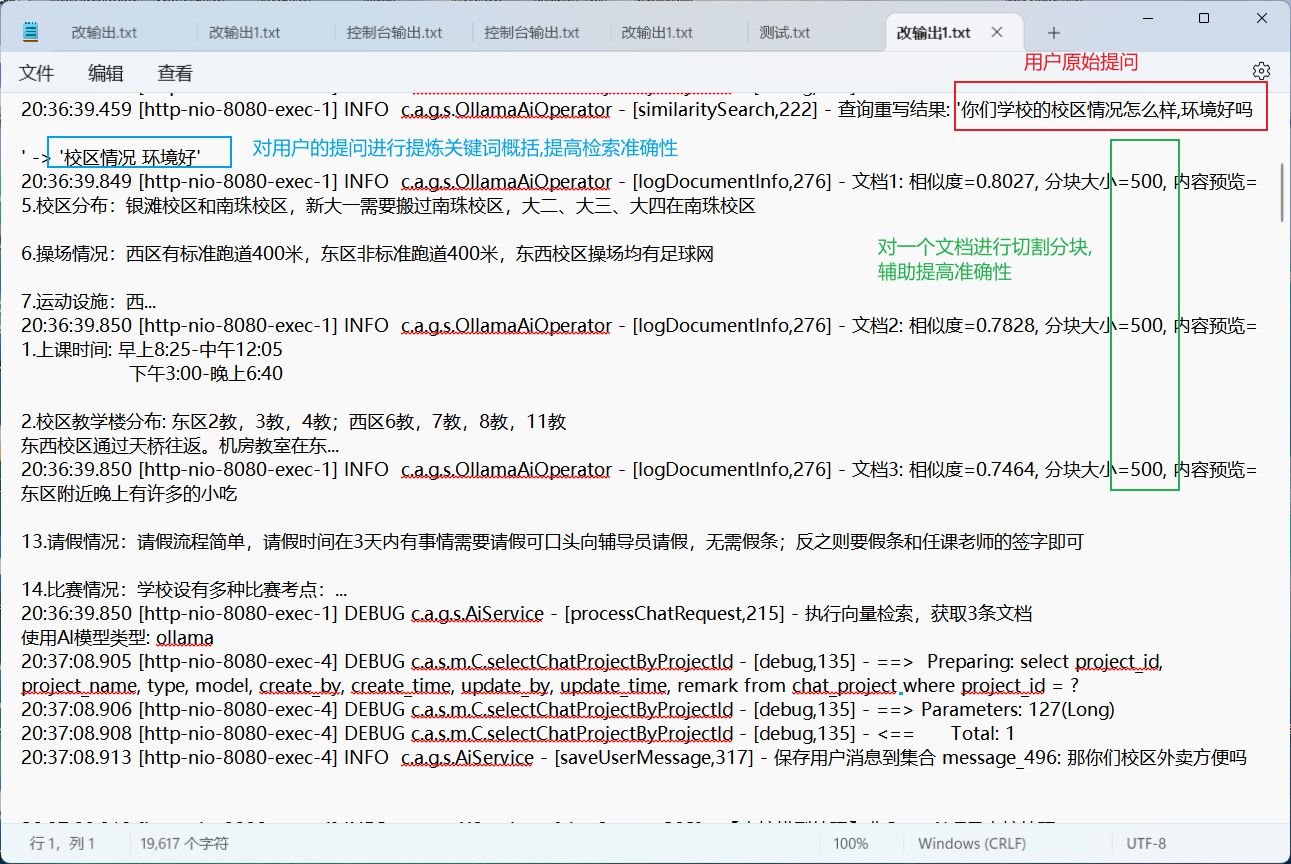 改输出.txt
改输出1.txt
控制台输出.txt
控制台输出.txt
改输出1.txt
测试.txt
改输出1.txt
文件 编辑 查看
用户原始提问
20:36:39.459 [http-nio-8080-exec-1] INFO c.a.g.s.OllamaAiOperator - [similaritySearch,222] - 查询重写结果: '你们学校的校区情况怎么样,环境好吗
' -> '校区情况 环境好'
对用户的提问进行提炼关键词概括,提高检索准确性
20:36:39.849 [http-nio-8080-exec-1] INFO c.a.g.s.OllamaAiOperator - [logDocumentInfo,276] - 文档1: 相似度=0.8027, 分块大小=500, 内容预览=
5.校区分布：银滩校区和南珠校区，新大一需要搬过南珠校区，大二、大三、大四在南珠校区
6.操场情况：西区有标准跑道400米，东区非标准跑道400米，东西校区操场均有足球网
对一个文档进行切割分块,
辅助提高准确性
7.运动设施：西...
20:36:39.850 [http-nio-8080-exec-1] INFO c.a.g.s.OllamaAiOperator - [logDocumentInfo,276] - 文档2: 相似度=0.7828, 分块大小=500, 内容预览=
1.上课时间: 早上8:25-中午12:05
下午3:00-晚上6:40
2.校区教学楼分布: 东区2教，3教，4教；西区6教，7教，8教，11教
东西校区通过天桥往返。机房教室在东...
20:36:39.850 [http-nio-8080-exec-1] INFO c.a.g.s.OllamaAiOperator - [logDocumentInfo,276] - 文档3: 相似度=0.7464, 分块大小=500, 内容预览=
东区附近晚上有许多的小吃
13.请假情况：请假流程简单，请假时间在3天内有事情需要请假可口头向辅导员请假，无需假条；反之则要假条和任课老师的签字即可
14.比赛情况：学校设有多种比赛考点：...
20:36:39.850 [http-nio-8080-exec-1] DEBUG c.a.g.s.AiService - [processChatRequest,215] - 执行向量检索，获取3条文档
使用AI模型类型: ollama
20:37:08.905 [http-nio-8080-exec-4] DEBUG c.a.s.m.C.selectChatProjectByProjectId - [debug,135] - ==> Preparing: select project_id,
project_name, type, model, create_by, create_time, update_by, update_time, remark from chat_project where project_id = ?
20:37:08.906 [http-nio-8080-exec-4] DEBUG c.a.s.m.C.selectChatProjectByProjectId - [debug,135] - ==> Parameters: 127(Long)
20:37:08.908 [http-nio-8080-exec-4] DEBUG c.a.s.m.C.selectChatProjectByProjectId - [debug,135] - <== Total: 1
20:37:08.913 [http-nio-8080-exec-4] INFO c.a.g.s.AiService - [saveUserMessage,317] - 保存用户消息到集合 message_496: 那你们校区外卖方便吗
行 1，列 1 19,617 个字符 100% Windows (CRLF) UTF-8